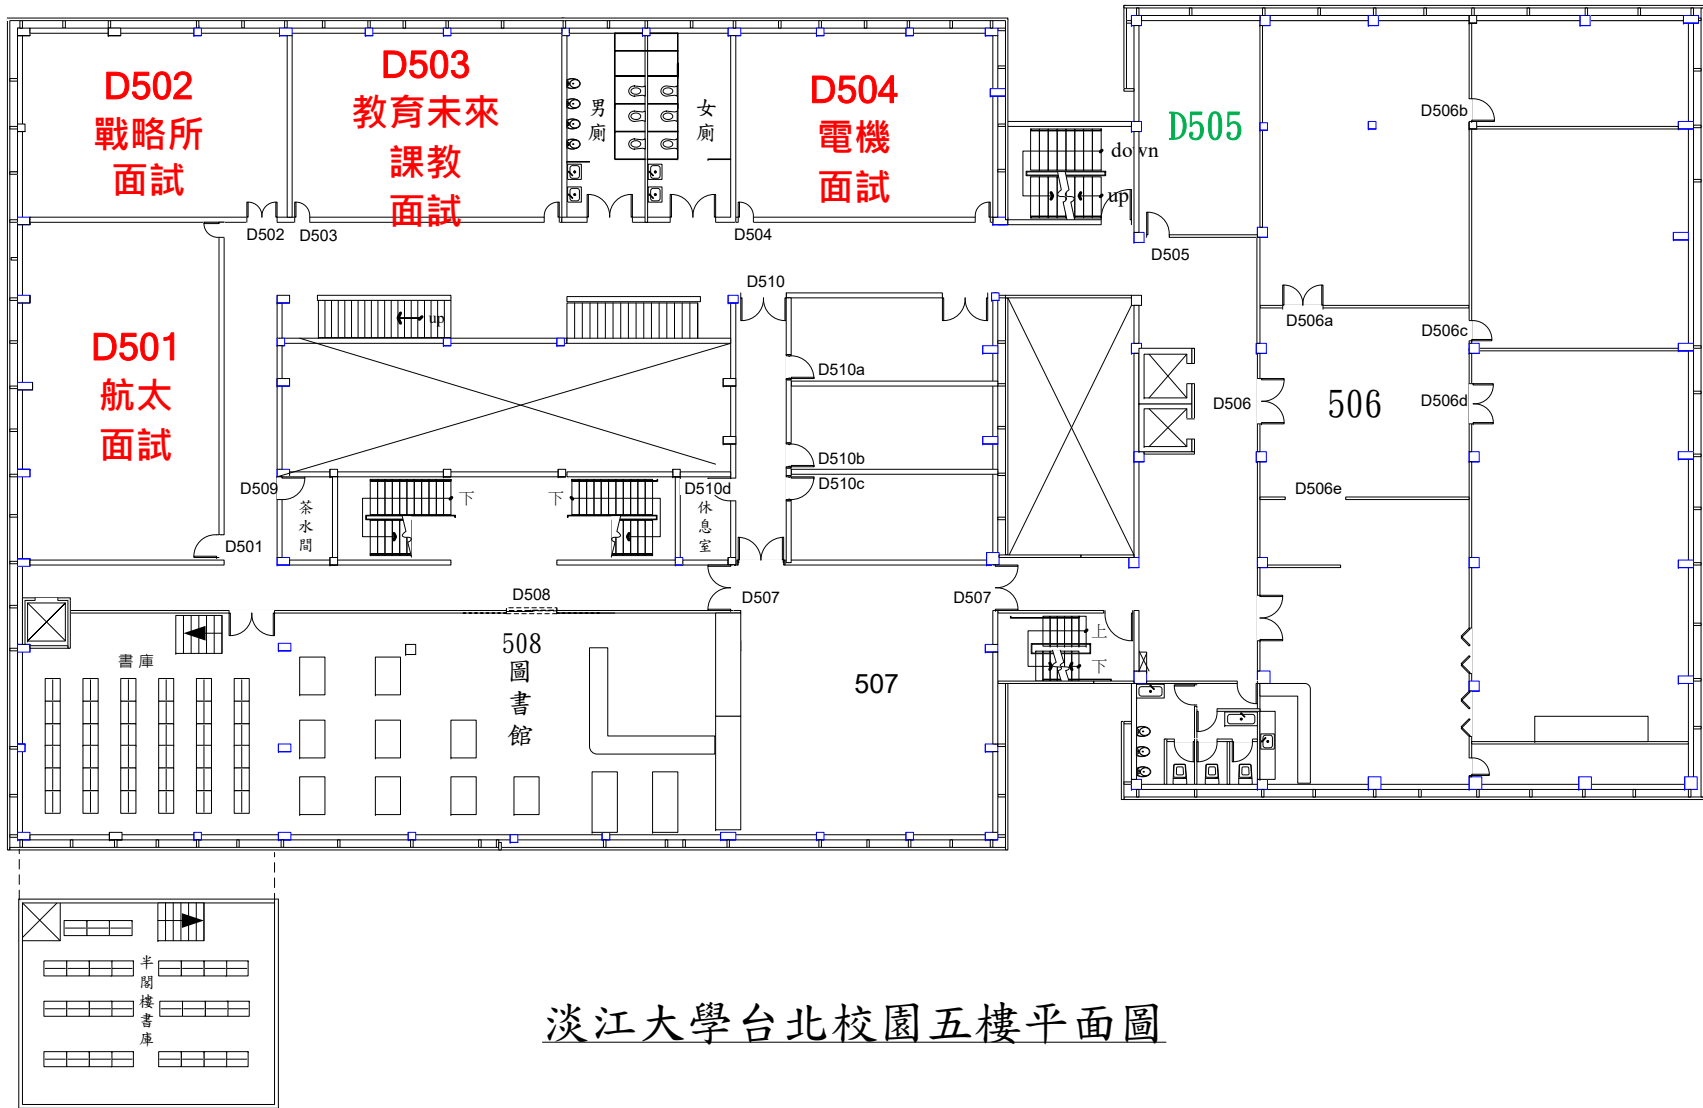 D502
戰略所
面試
D503
教育未來
課教
面試
男廁
女廁
D504
電機
面試
down
up
D505
D506b
D502
D503
D504
D505
D510
D506a
D506c
up
D501
航太
面試
D510a
D506
506
D506d
D510b
D509
D510d
D510c
D506e
茶水間
下
下
休息室
D501
D508
D507
D507
書庫
508
圖書館
507
上
下
半閣樓書庫
淡江大學台北校園五樓平面圖